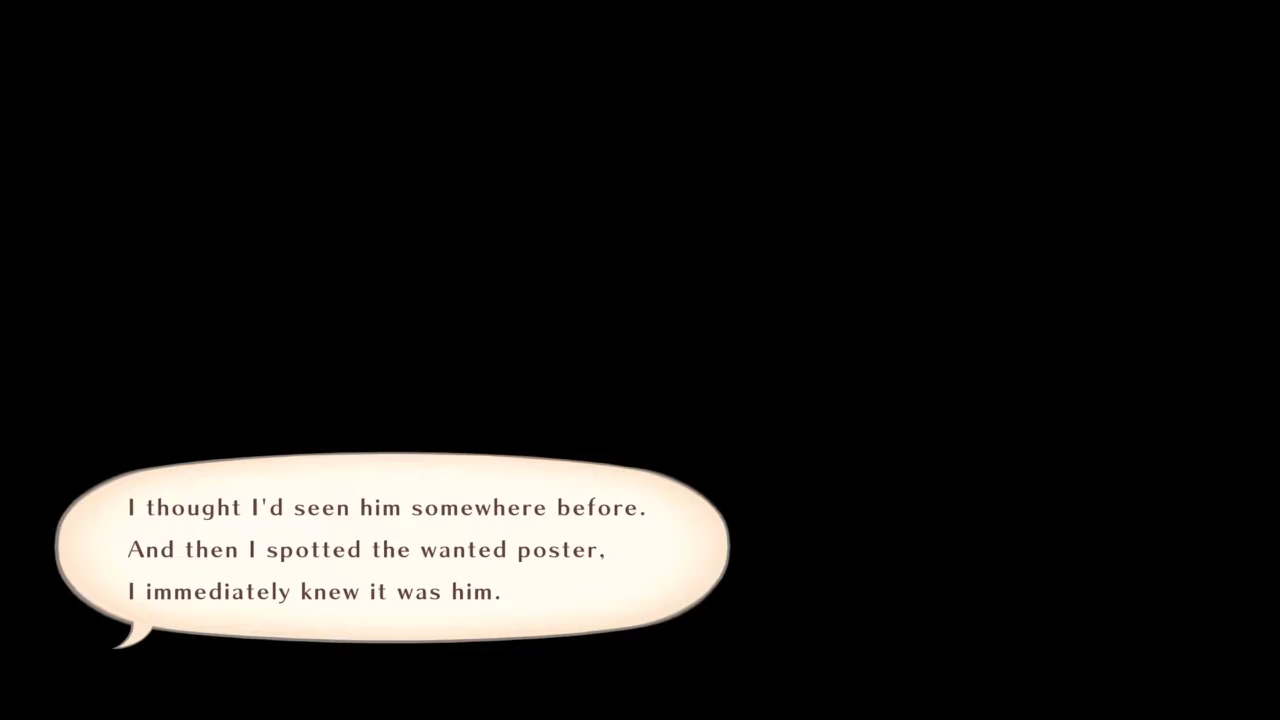 I thought I'd seen him somewhere before.
And then I spotted the wanted poster,
I immediately knew it was him.